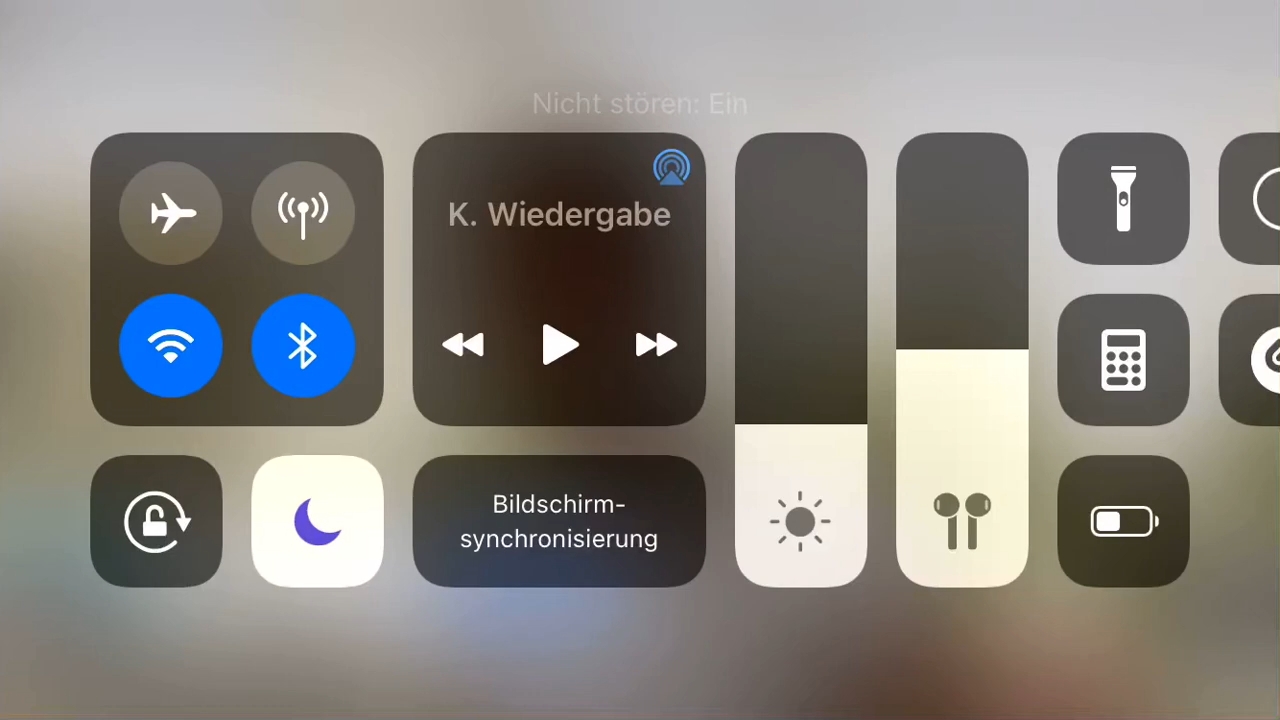 Nicht stören: Ein
K. Wiedergabe
Bildschirm-
synchronisierung